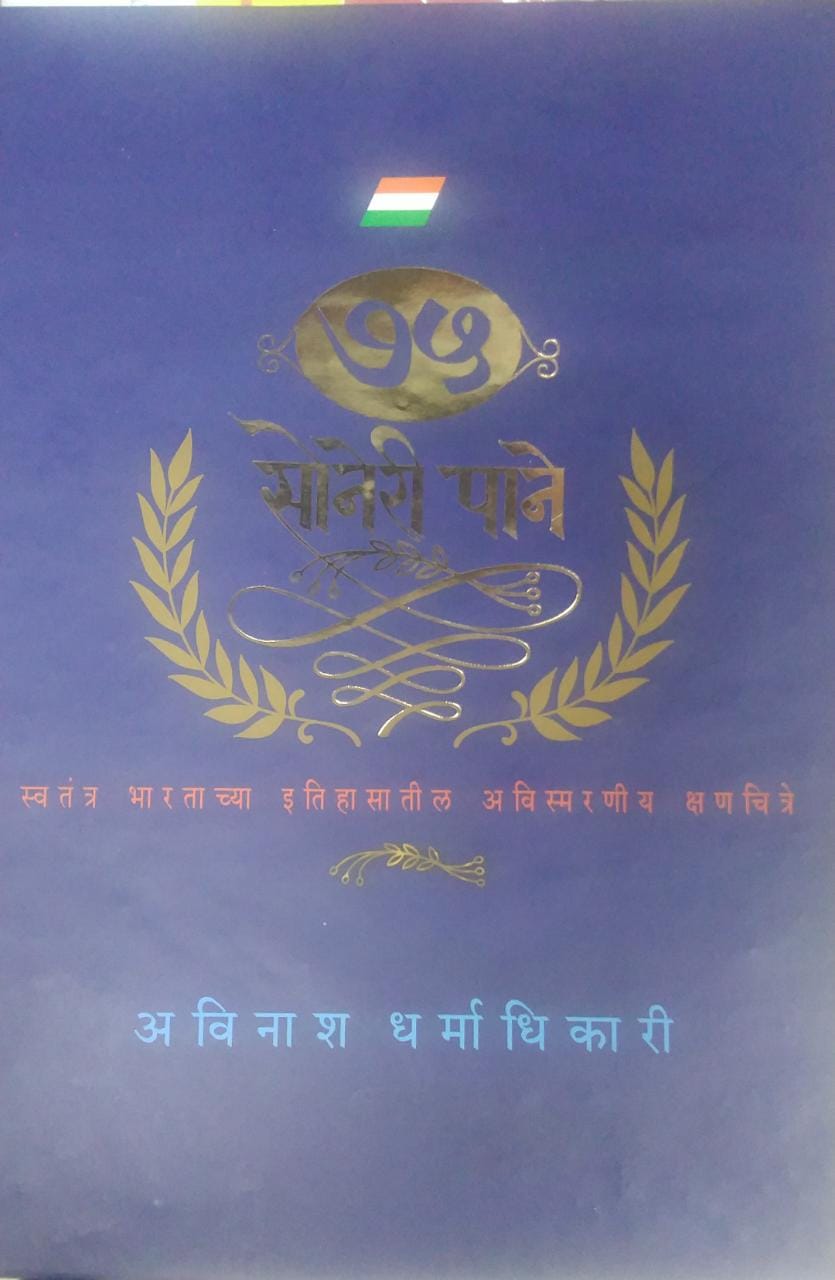 ७५
सोनेरी पाने
स्वतंत्र भारताच्या इतिहासातील अविस्मरणीय क्षणचित्रे
अविनाश धर्माधिकारी